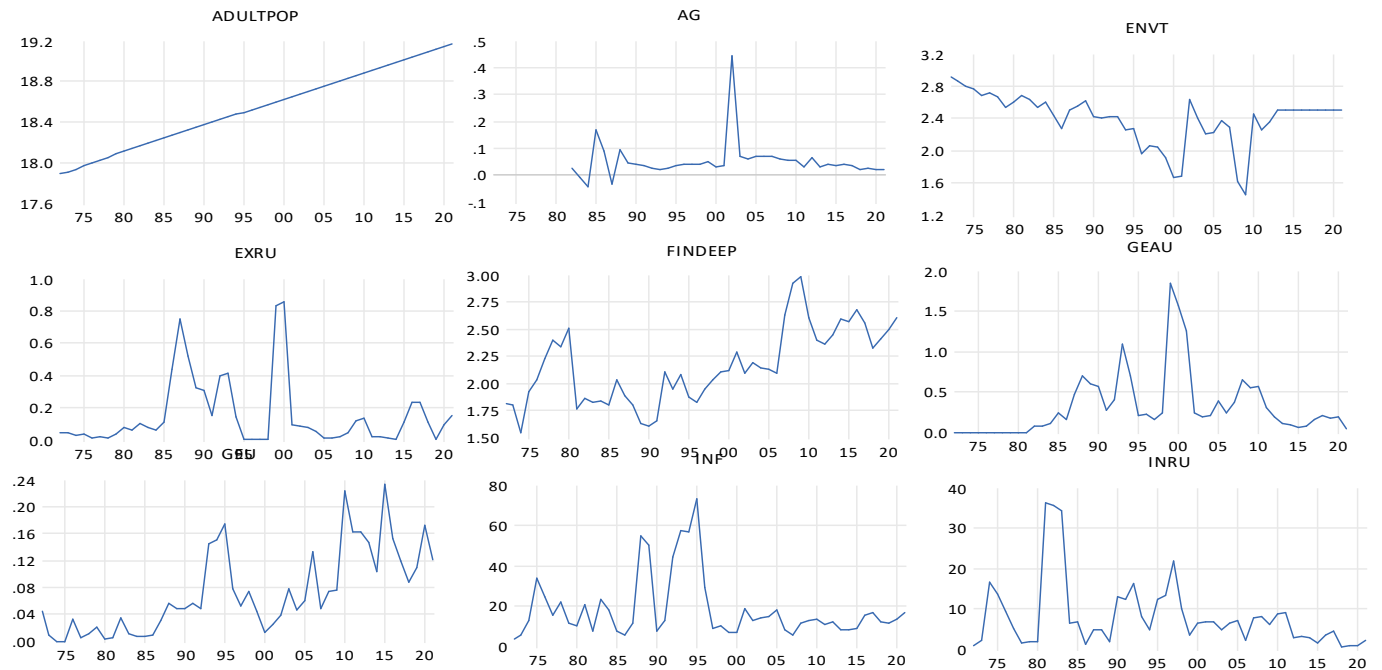 ADULTPOP
19.2
18.8
18.4
18.0
17.6
75 80 85 90 95 00 05 10 15 20
AG
.5
.4
.3
.2
.1
.0
-.1
75 80 85 90 95 00 05 10 15 20
ENVT
3.2
2.8
2.4
2.0
1.6
1.2
75 80 85 90 95 00 05 10 15 20
EXRU
1.0
0.8
0.6
0.4
0.2
0.0
75 80 85 90 95 00 05 10 15 20
FINDEEP
3.00
2.75
2.50
2.25
2.00
1.75
1.50
75 80 85 90 95 00 05 10 15 20
GEAU
2.0
1.5
1.0
0.5
0.0
75 80 85 90 95 00 05 10 15 20
GEU
.24
.20
.16
.12
.08
.04
.00
75 80 85 90 95 00 05 10 15 20
INF
80
60
40
20
0
75 80 85 90 95 00 05 10 15 20
INRU
40
30
20
10
0
75 80 85 90 95 00 05 10 15 20